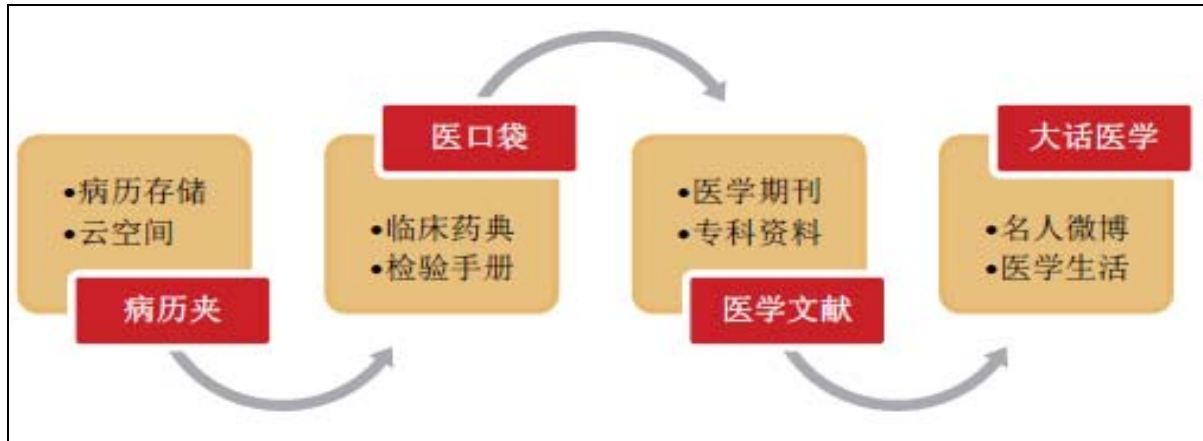 •病历存储
•云空间
病历夹
医口袋
•临床药典
•检验手册
•医学期刊
•专科资料
医学文献
大话医学
•名人微博
•医学生活